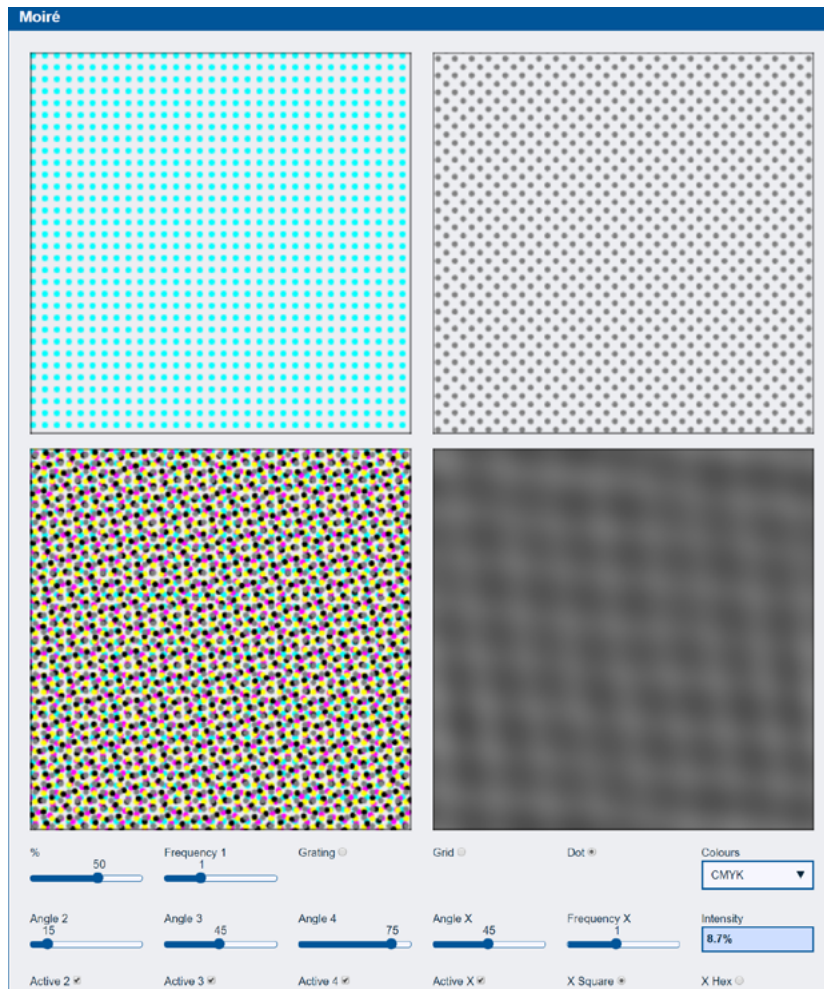 Moiré
% Frequency 1 Grating Grid Dot Colours
50 1 CMYK
Angle 2 Angle 3 Angle 4 Angle X Frequency X Intensity
15 45 75 45 1 8.7%
Active 2 Active 3 Active 4 Active X X Square X Hex